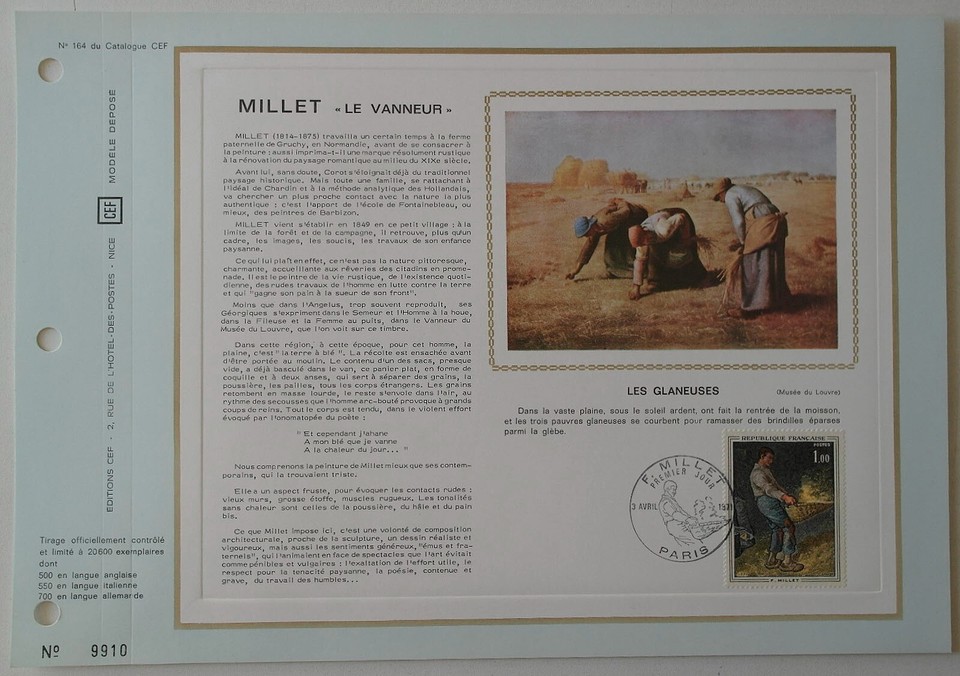 Nº 164 du Catalogue CEF
MODÈLE DÉPOSÉ
CEF
EDITIONS CEF - 2, RUE DE L'HOTEL-DES-POSTES - NICE
Tirage officiellement contrôlé
et limité à 20600 exemplaires
dont
500 en langue anglaise
550 en langue italienne
700 en langue allemande
Nº 9910
MILLET « LE VANNEUR »
MILLET (1814-1875) travailla un certain temps à la ferme
paternelle de Gruchy, en Normandie, avant de se consacrer à
la peinture ; aussi imprima-t-il une marque résolument rustique
à la rénovation du paysage romantique au milieu du XIXe siècle.
Avant lui, sans doute, Corot s'éloignait déjà du traditionnel
paysage historique. Mais toute une famille, se rattachant à
l'idéal de Chardin et à la méthode analytique des Hollandais,
va chercher un plus proche contact avec la nature la plus
authentique ; c'est l'apport de l'école de Fontainebleau, ou
mieux, des peintres de Barbizon.
MILLET vient s'établir en 1849 en ce petit village ; à la
limite de la forêt et de la campagne, il retrouve, plus qu'un
cadre, les images, les soucis, les travaux de son enfance
paysanne.
Ce qui lui plaît en effet, ce n'est pas la nature pittoresque,
charmante, accueillante aux rêveries des citadins en prome-
nade, il est le peintre de la vie rustique, de l'existence quoti-
dienne, des rudes travaux de l'homme en lutte contre la terre
et qui "gagne son pain à la sueur de son front".
Moins que dans l'Angelus, trop souvent reproduit, ses
Géorgiques s'expriment dans le Semeur et l'Homme à la houe,
dans la Fileuse et la Femme au puits, dans le Vanneur du
Musée du Louvre, que l'on voit sur ce timbre.
Dans cette région, à cette époque, pour cet homme, la
plaine, c'est "la terre à blé". La récolte est ensachée avant
d'être portée au moulin. Le contenu d'un des sacs, presque
vide, a déjà basculé dans le van, ce panier plat, en forme de
coquille et à deux anses, qui sert à séparer des grains, la
poussière, les pailles, tous les corps étrangers. Les grains
retombent en masse lourde, le reste s'envole dans l'air, au
rythme des secousses que l'homme arc-bouté provoque à grands
coups de reins. Tout le corps est tendu, dans le violent effort
évoqué par l'onomatopée du poète :
" Et cependant j'ahane
A mon blé que je vanne
A la chaleur du jour... "
Nous comprenons la peinture de Millet mieux que ses contem-
porains, qui la trouvaient triste.
Elle a un aspect fruste, pour évoquer les contacts rudes :
vieux murs, grosse étoffe, muscles rugueux. Les tonalités
sans chaleur sont celles de la poussière, du hâle et du pain
bis.
Ce que Millet impose ici, c'est une volonté de composition
architecturale, proche de la sculpture, un dessin réaliste et
vigoureux, mais aussi les sentiments généreux, "émus et fra-
ternels", qui l'animaient en face de spectacles que l'art évitait
comme pénibles et vulgaires : l'exaltation de l'effort utile, le
respect pour la tenacité paysanne, la poésie, contenue et
grave, du travail des humbles...
LES GLANEUSES (Musée du Louvre)
Dans la vaste plaine, sous le soleil ardent, ont fait la rentrée de la moisson,
et les trois pauvres glaneuses se courbent pour ramasser des brindilles éparses
parmi la glèbe.
F. MILLET
PREMIER JOUR
3 AVRIL 1971
PARIS
REPUBLIQUE FRANÇAISE
POSTES
1,00
F. MILLET